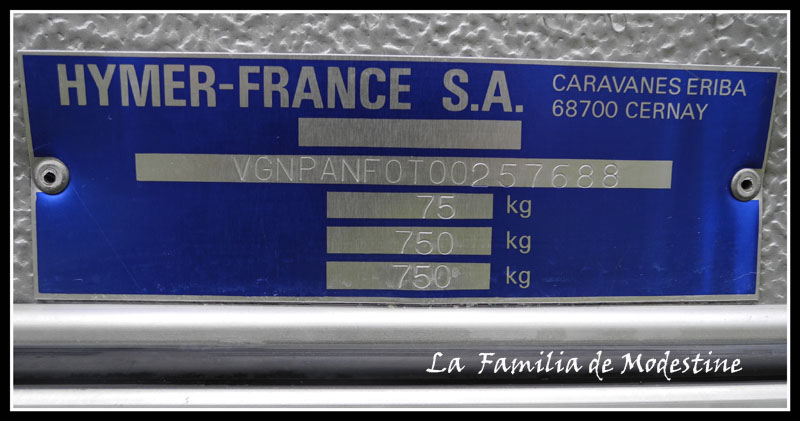 HYMER-FRANCE S.A.
CARAVANES ERIBA
68700 CERNAY
VGNPANF0T00257688
75 kg
750 kg
750 kg
La Familia de Modestine